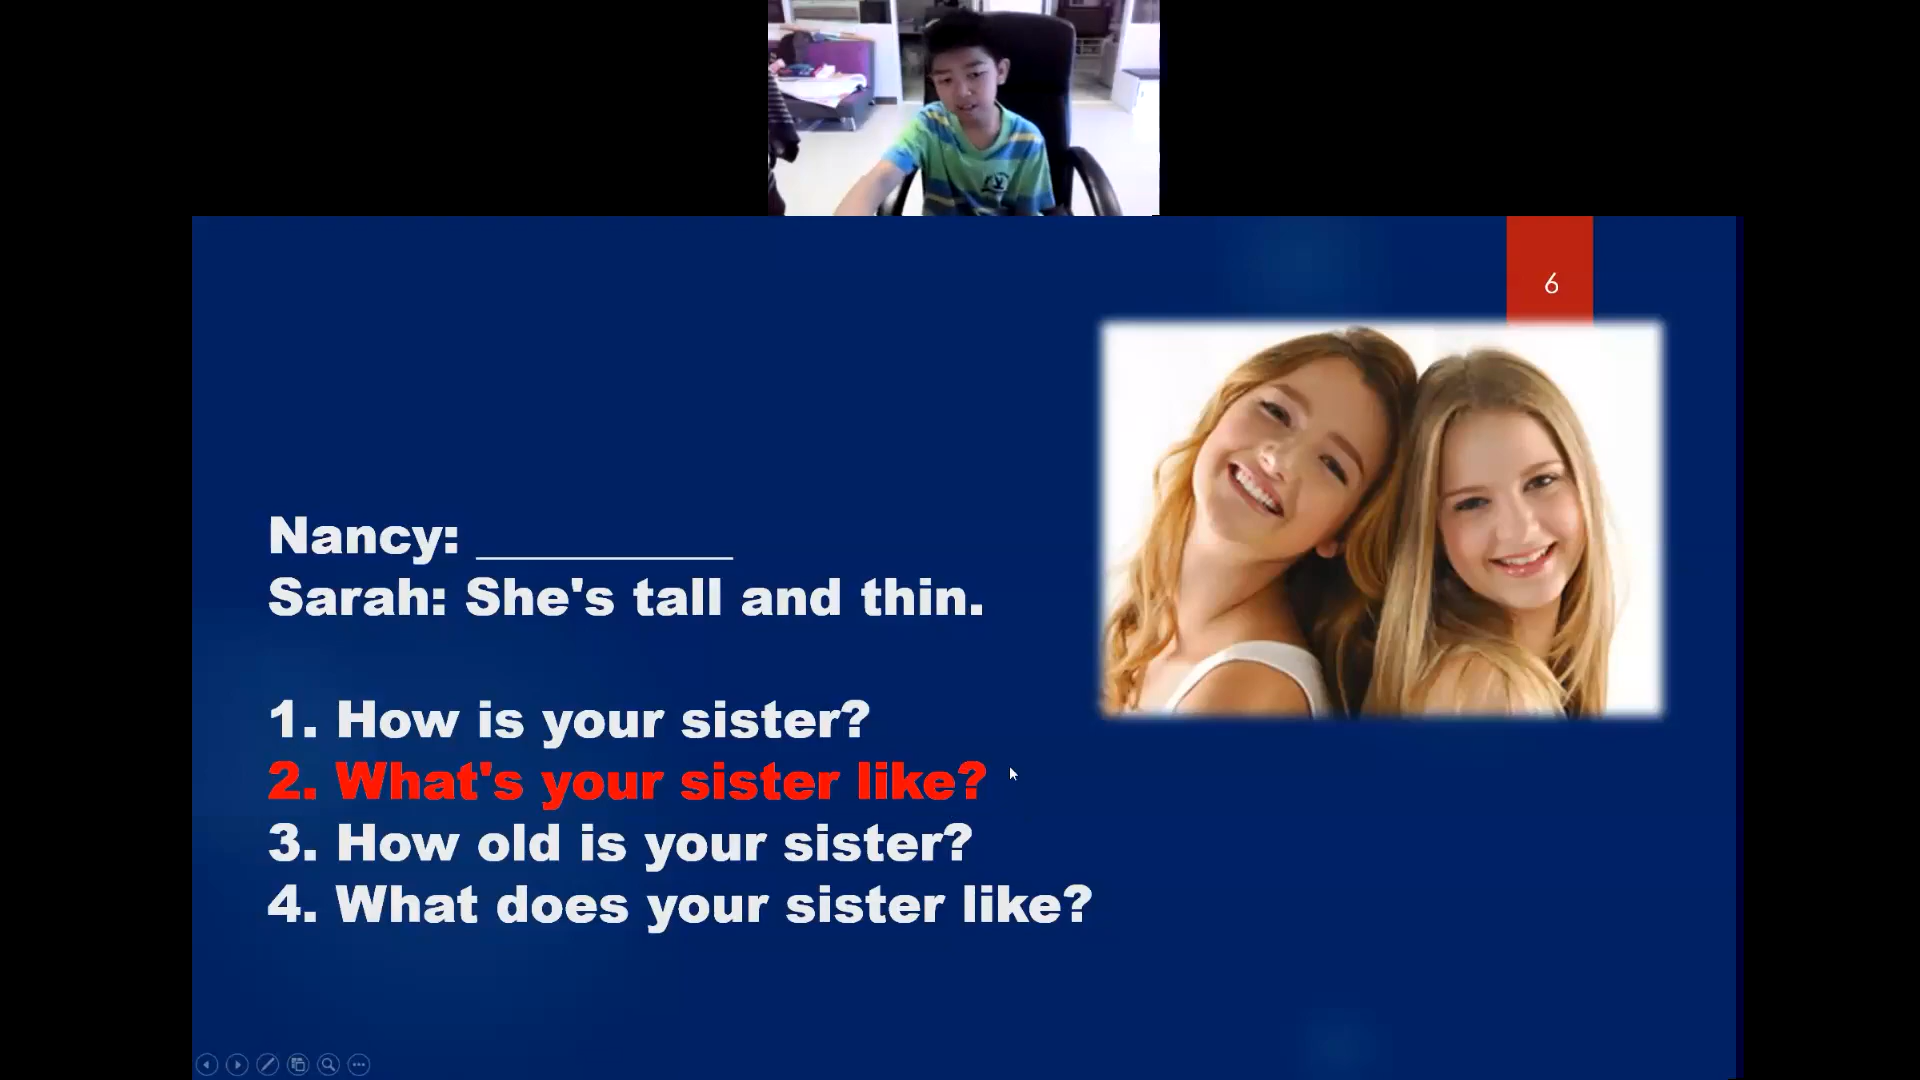 6
Nancy: __________
Sarah: She's tall and thin.
1. How is your sister?
2. What's your sister like?
3. How old is your sister?
4. What does your sister like?